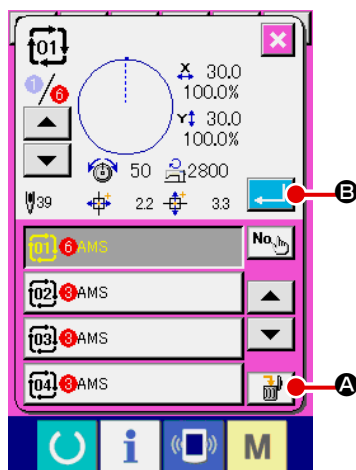 01
1/6
X 30.0
100.0%
Y 30.0
100.0%
50 2800
39 2.2 3.3
B
01 6 AMS
No.
02 3 AMS
03 3 AMS
04 3 AMS
A
i M